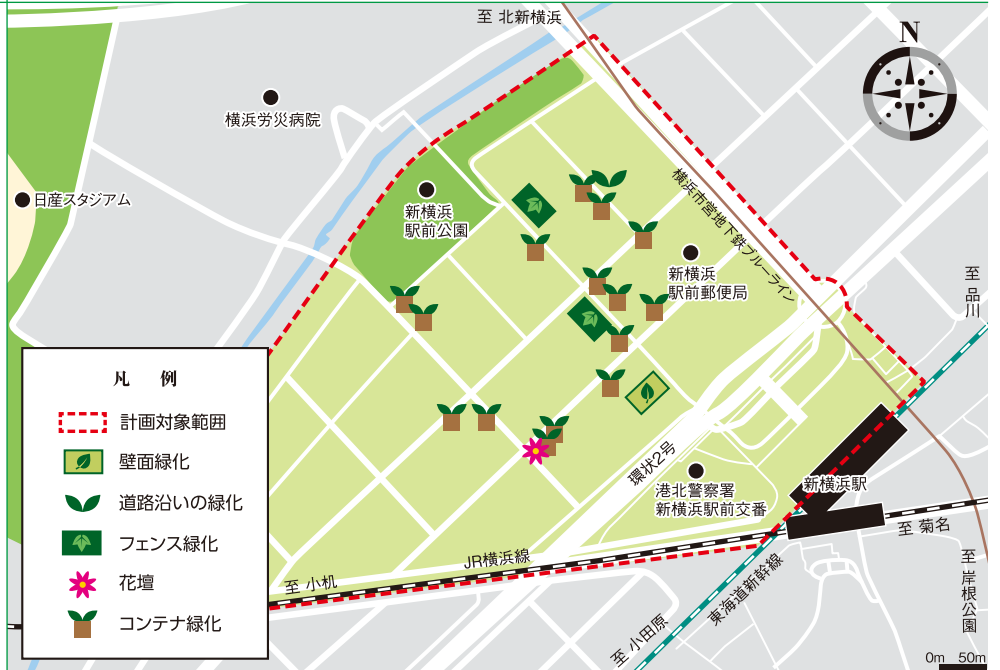 至 北新横浜
N
横浜労災病院
日産スタジアム
新横浜
駅前公園
横浜市営地下鉄ブルーライン
新横浜
駅前郵便局
至 品川
凡 例
計画対象範囲
壁面緑化
道路沿いの緑化
フェンス緑化
花壇
コンテナ緑化
環状2号
港北警察署
新横浜駅前交番
新横浜駅
至 菊名
JR横浜線
至 小机
東海道新幹線
至 小田原
至 岸根公園
0m 50m